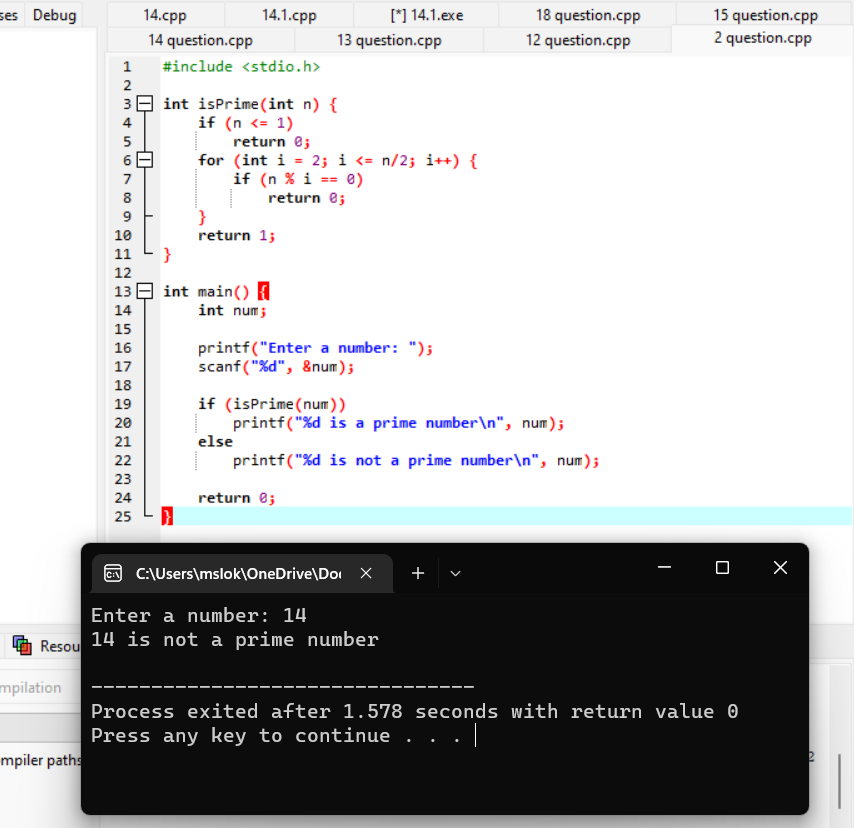 ses Debug
14.cpp 14.1.cpp [*] 14.1.exe 18 question.cpp 15 question.cpp
14 question.cpp 13 question.cpp 12 question.cpp 2 question.cpp
1 #include <stdio.h>
2
3 int isPrime(int n) {
4     if (n <= 1)
5         return 0;
6     for (int i = 2; i <= n/2; i++) {
7         if (n % i == 0)
8             return 0;
9     }
10     return 1;
11 }
12
13 int main() {
14     int num;
15
16     printf("Enter a number: ");
17     scanf("%d", &num);
18
19     if (isPrime(num))
20         printf("%d is a prime number\n", num);
21     else
22         printf("%d is not a prime number\n", num);
23
24     return 0;
25 }
C:\Users\mslok\OneDrive\Doc
Enter a number: 14
14 is not a prime number
--------------------------------
Process exited after 1.578 seconds with return value 0
Press any key to continue . . .
Resou
mpilation
mpiler paths
2